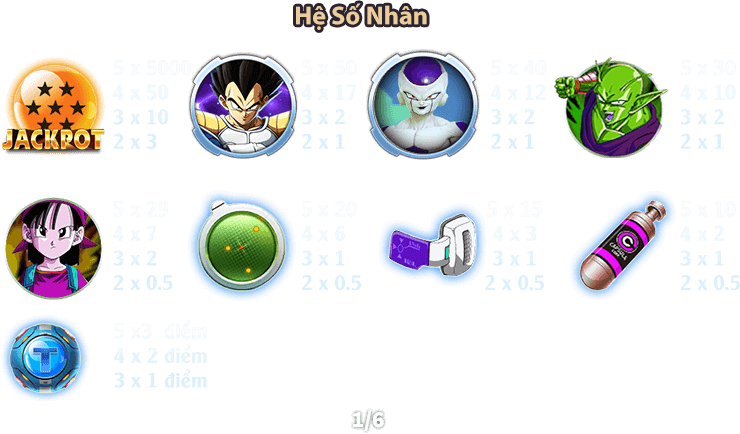 Hệ Số Nhân
JACKPOT
5 x 5000
4 x 50
3 x 10
2 x 3
5 x 50
4 x 17
3 x 2
2 x 1
5 x 40
4 x 12
3 x 2
2 x 1
5 x 30
4 x 10
3 x 2
2 x 1
5 x 29
4 x 7
3 x 2
2 x 0.5
5 x 20
4 x 6
3 x 1
2 x 0.5
5 x 15
4 x 3
3 x 1
2 x 0.5
5 x 10
4 x 2
3 x 1
2 x 0.5
T
5 x3 điểm
4 x 2 điểm
3 x 1 điểm
1/6